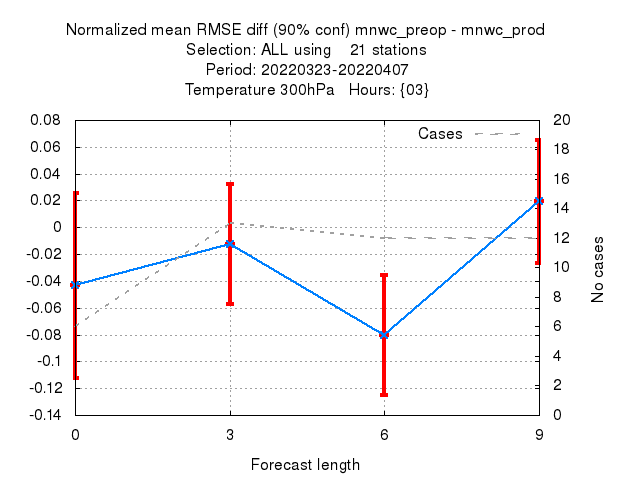 Normalized mean RMSE diff (90% conf) mnwc_preop - mnwc_prod
Selection: ALL using    21 stations
Period: 20220323-20220407
Temperature 300hPa   Hours: {03}
Cases
0.08
0.06
0.04
0.02
0
-0.02
-0.04
-0.06
-0.08
-0.1
-0.12
-0.14
20
18
16
14
12
10
8
6
4
2
0
No cases
0 3 6 9
Forecast length